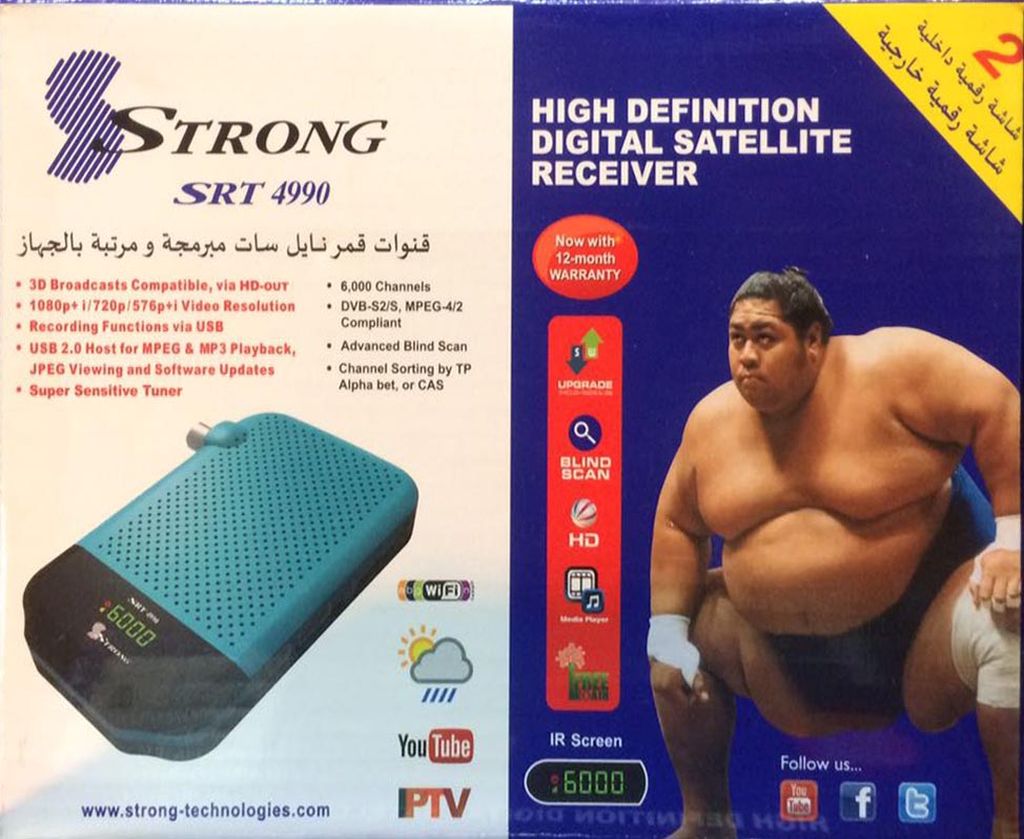 STRONG
SRT 4990
قنوات قمر نايل سات مبرمجة و مرتبة بالجهاز
• 3D Broadcasts Compatible, via HD-OUT
• 1080p+ i/720p/576p+i Video Resolution
• Recording Functions via USB
• USB 2.0 Host for MPEG & MP3 Playback,
JPEG Viewing and Software Updates
• Super Sensitive Tuner
• 6,000 Channels
• DVB-S2/S, MPEG-4/2
Compliant
• Advanced Blind Scan
• Channel Sorting by TP
Alpha bet, or CAS
6000
STRONG
WiFi
YouTube
IPTV
www.strong-technologies.com
2
شاشة رقمية داخلية
شاشة رقمية خارجية
HIGH DEFINITION
DIGITAL SATELLITE
RECEIVER
Now with
12-month
WARRANTY
S W
UPGRADE
BLIND
SCAN
HD
Media Player
FREE
IR Screen
6000
Follow us...
You
Tube
f
t